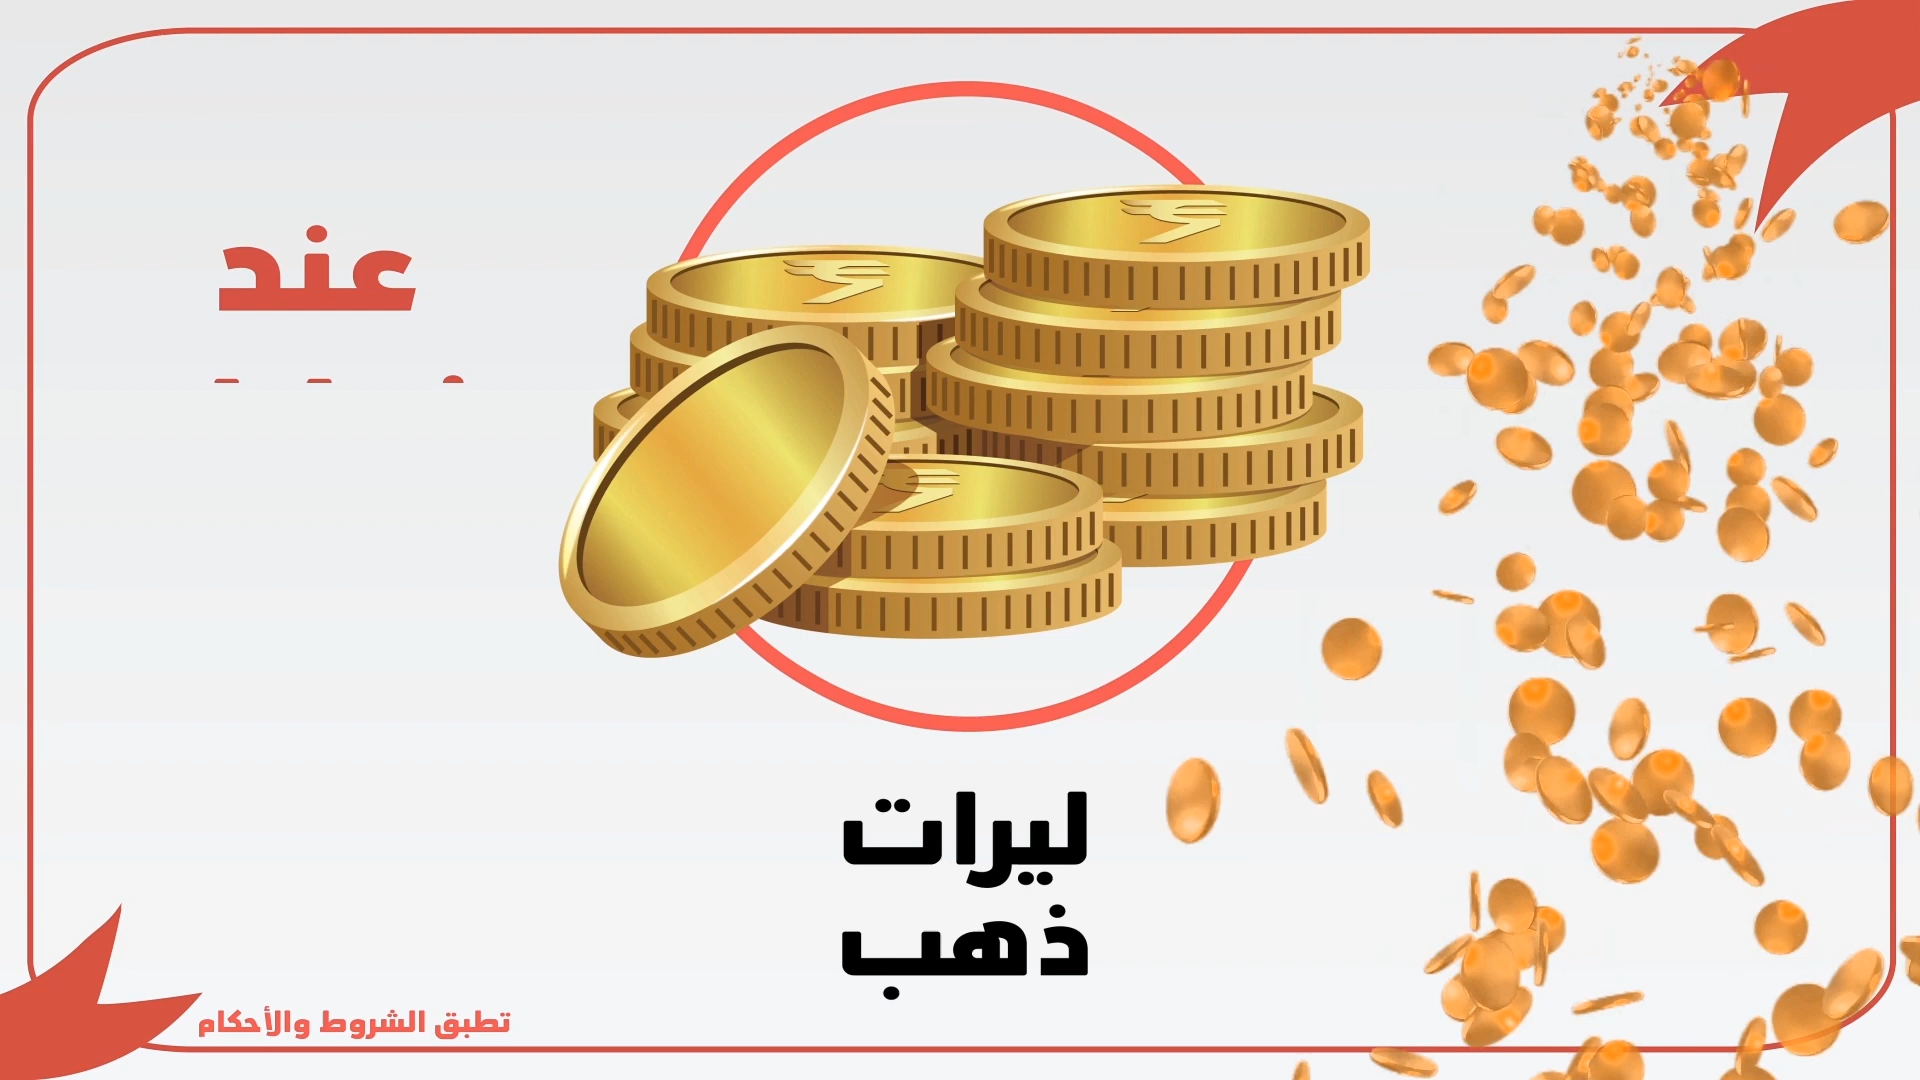 عند
ليرات
ذهب
تطبق الشروط والأحكام